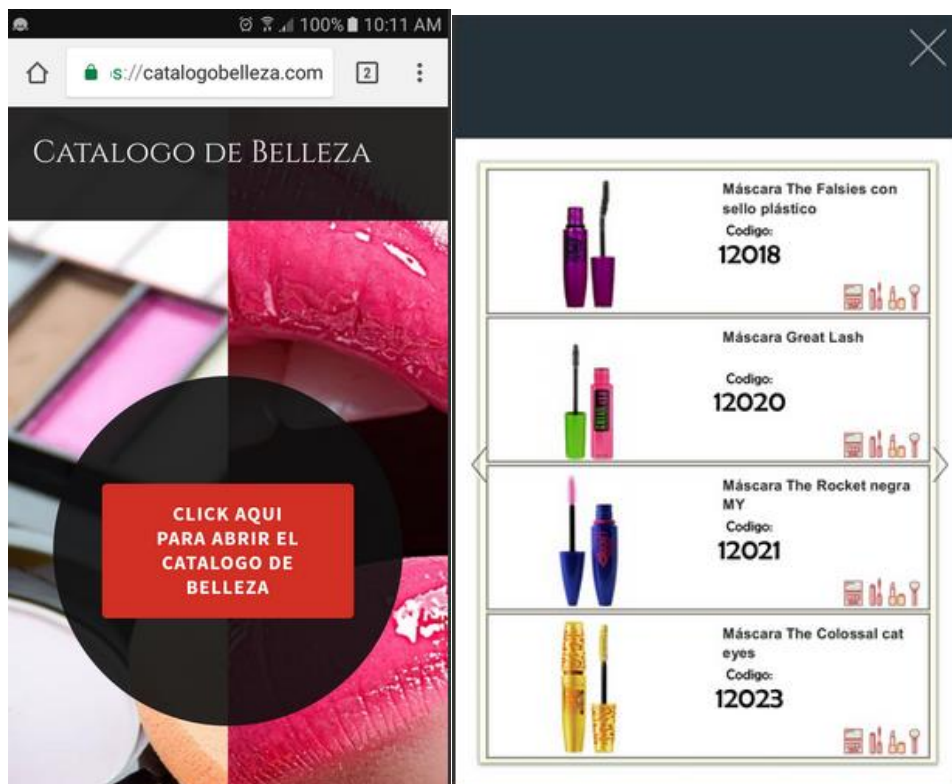 100% 10:11 AM
s://catalogobelleza.com
2
CATALOGO DE BELLEZA
CLICK AQUI
PARA ABRIR EL
CATALOGO DE
BELLEZA
Máscara The Falsies con
sello plástico
Codigo:
12018
Máscara Great Lash
Codigo:
12020
Máscara The Rocket negra
MY
Codigo:
12021
Máscara The Colossal cat
eyes
Codigo:
12023